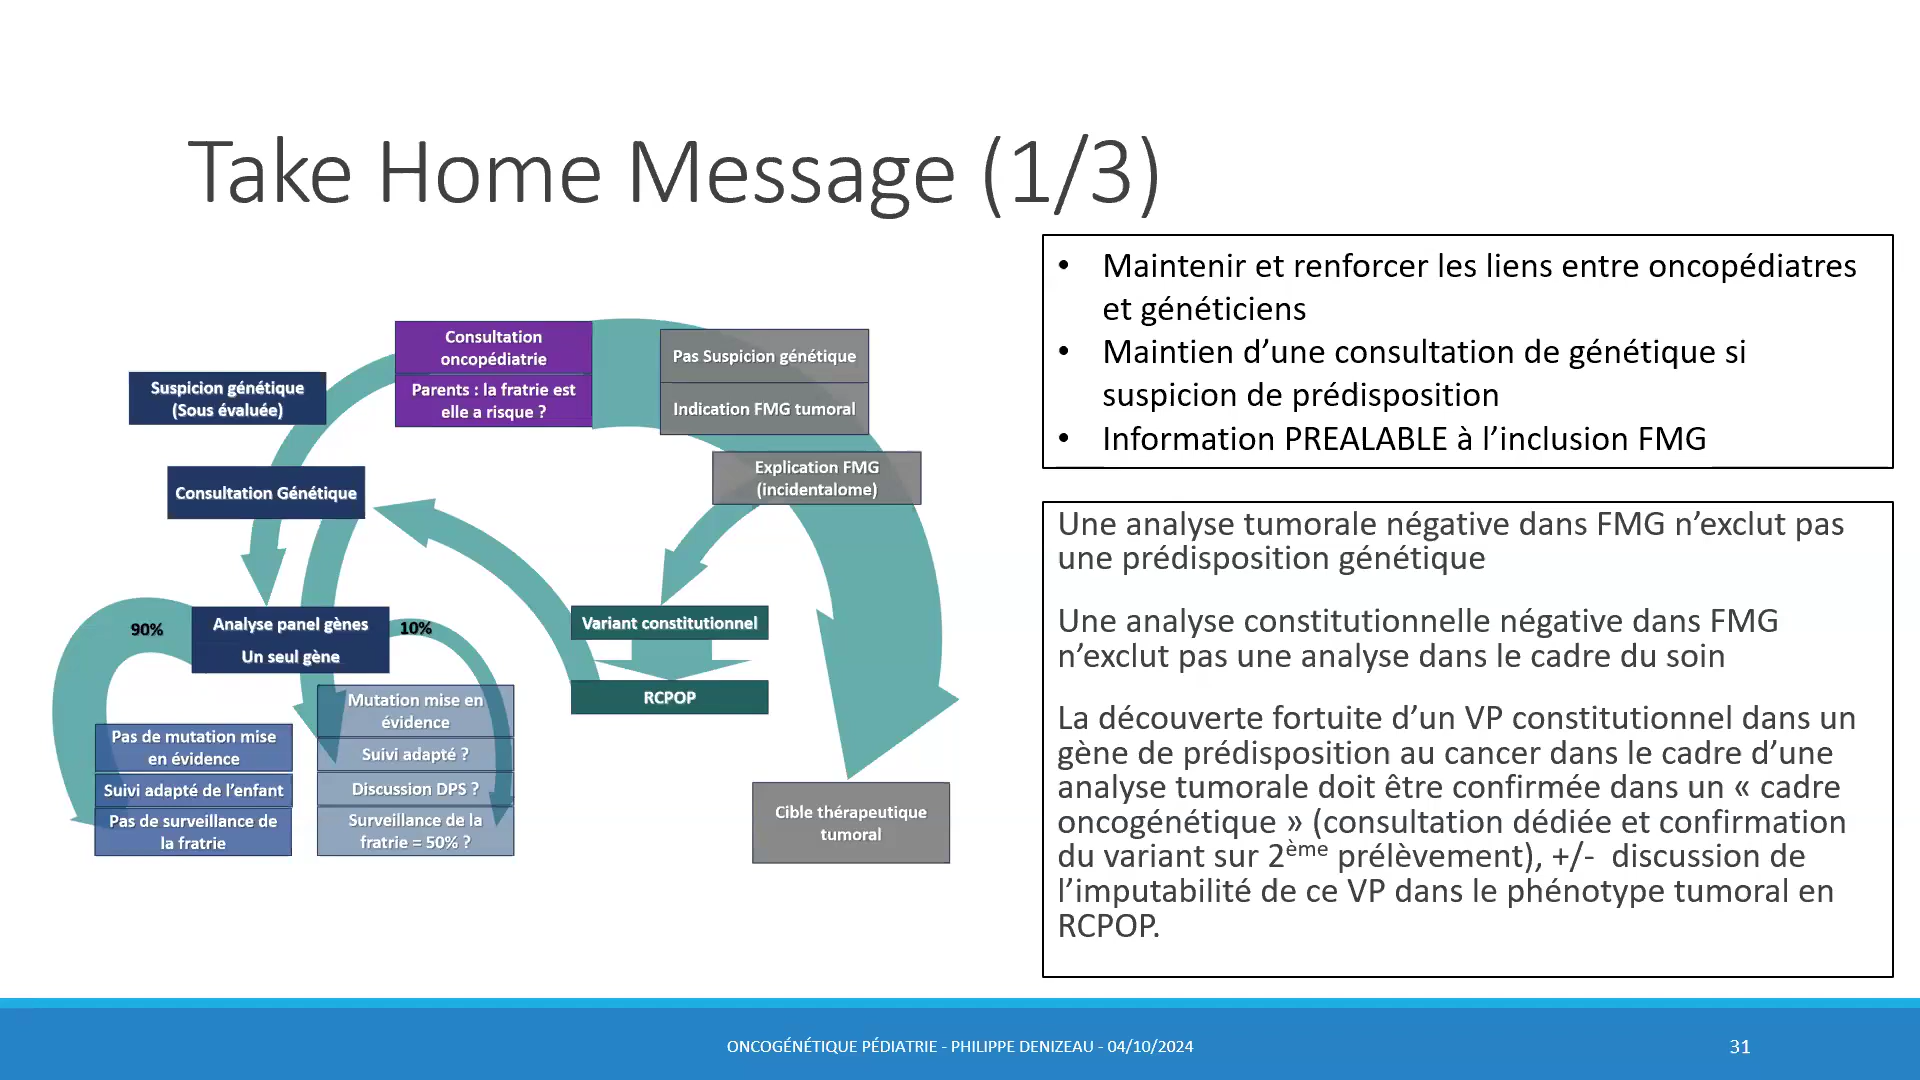 Take Home Message (1/3)
Consultation
oncopédiatrie
Parents : la fratrie est
elle a risque ?
Pas Suspicion génétique
Indication FMG tumoral
Suspicion génétique
(Sous évaluée)
Explication FMG
(incidentalome)
Consultation Génétique
90%
Analyse panel gènes
Un seul gène
10%
Variant constitutionnel
RCPOP
Mutation mise en
évidence
Suivi adapté ?
Discussion DPS ?
Surveillance de la
fratrie = 50% ?
Pas de mutation mise
en évidence
Suivi adapté de l’enfant
Pas de surveillance de
la fratrie
Cible thérapeutique
tumoral
• Maintenir et renforcer les liens entre oncopédiatres
et généticiens
• Maintien d’une consultation de génétique si
suspicion de prédisposition
• Information PREALABLE à l’inclusion FMG
Une analyse tumorale négative dans FMG n’exclut pas
une prédisposition génétique
Une analyse constitutionnelle négative dans FMG
n’exclut pas une analyse dans le cadre du soin
La découverte fortuite d’un VP constitutionnel dans un
gène de prédisposition au cancer dans le cadre d’une
analyse tumorale doit être confirmée dans un « cadre
oncogénétique » (consultation dédiée et confirmation
du variant sur 2ème prélèvement), +/- discussion de
l’imputabilité de ce VP dans le phénotype tumoral en
RCPOP.
ONCOGÉNÉTIQUE PÉDIATRIE - PHILIPPE DENIZEAU - 04/10/2024
31